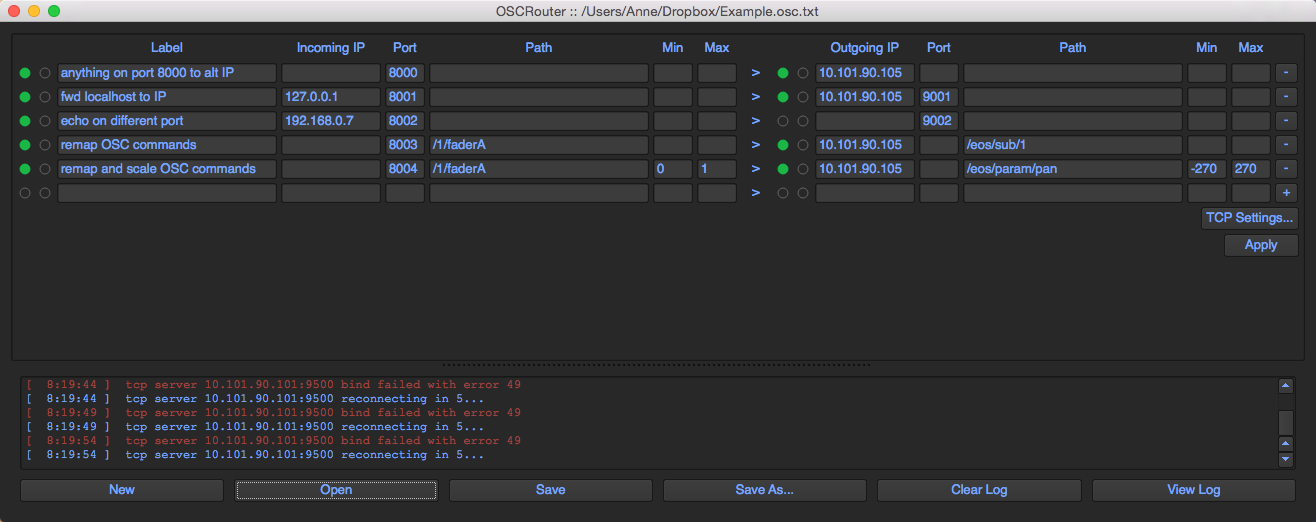 OSCRouter :: /Users/Anne/Dropbox/Example.osc.txt
Label Incoming IP Port Path Min Max Outgoing IP Port Path Min Max
anything on port 8000 to alt IP 8000 > 10.101.90.105 -
fwd localhost to IP 127.0.0.1 8001 > 10.101.90.105 9001 -
echo on different port 192.168.0.7 8002 > 9002 -
remap OSC commands 8003 /1/faderA > 10.101.90.105 /eos/sub/1 -
remap and scale OSC commands 8004 /1/faderA 0 1 > 10.101.90.105 /eos/param/pan -270 270 -
> +
TCP Settings...
Apply
[ 8:19:44 ] tcp server 10.101.90.101:9500 bind failed with error 49
[ 8:19:44 ] tcp server 10.101.90.101:9500 reconnecting in 5...
[ 8:19:49 ] tcp server 10.101.90.101:9500 bind failed with error 49
[ 8:19:49 ] tcp server 10.101.90.101:9500 reconnecting in 5...
[ 8:19:54 ] tcp server 10.101.90.101:9500 bind failed with error 49
[ 8:19:54 ] tcp server 10.101.90.101:9500 reconnecting in 5...
New Open Save Save As... Clear Log View Log